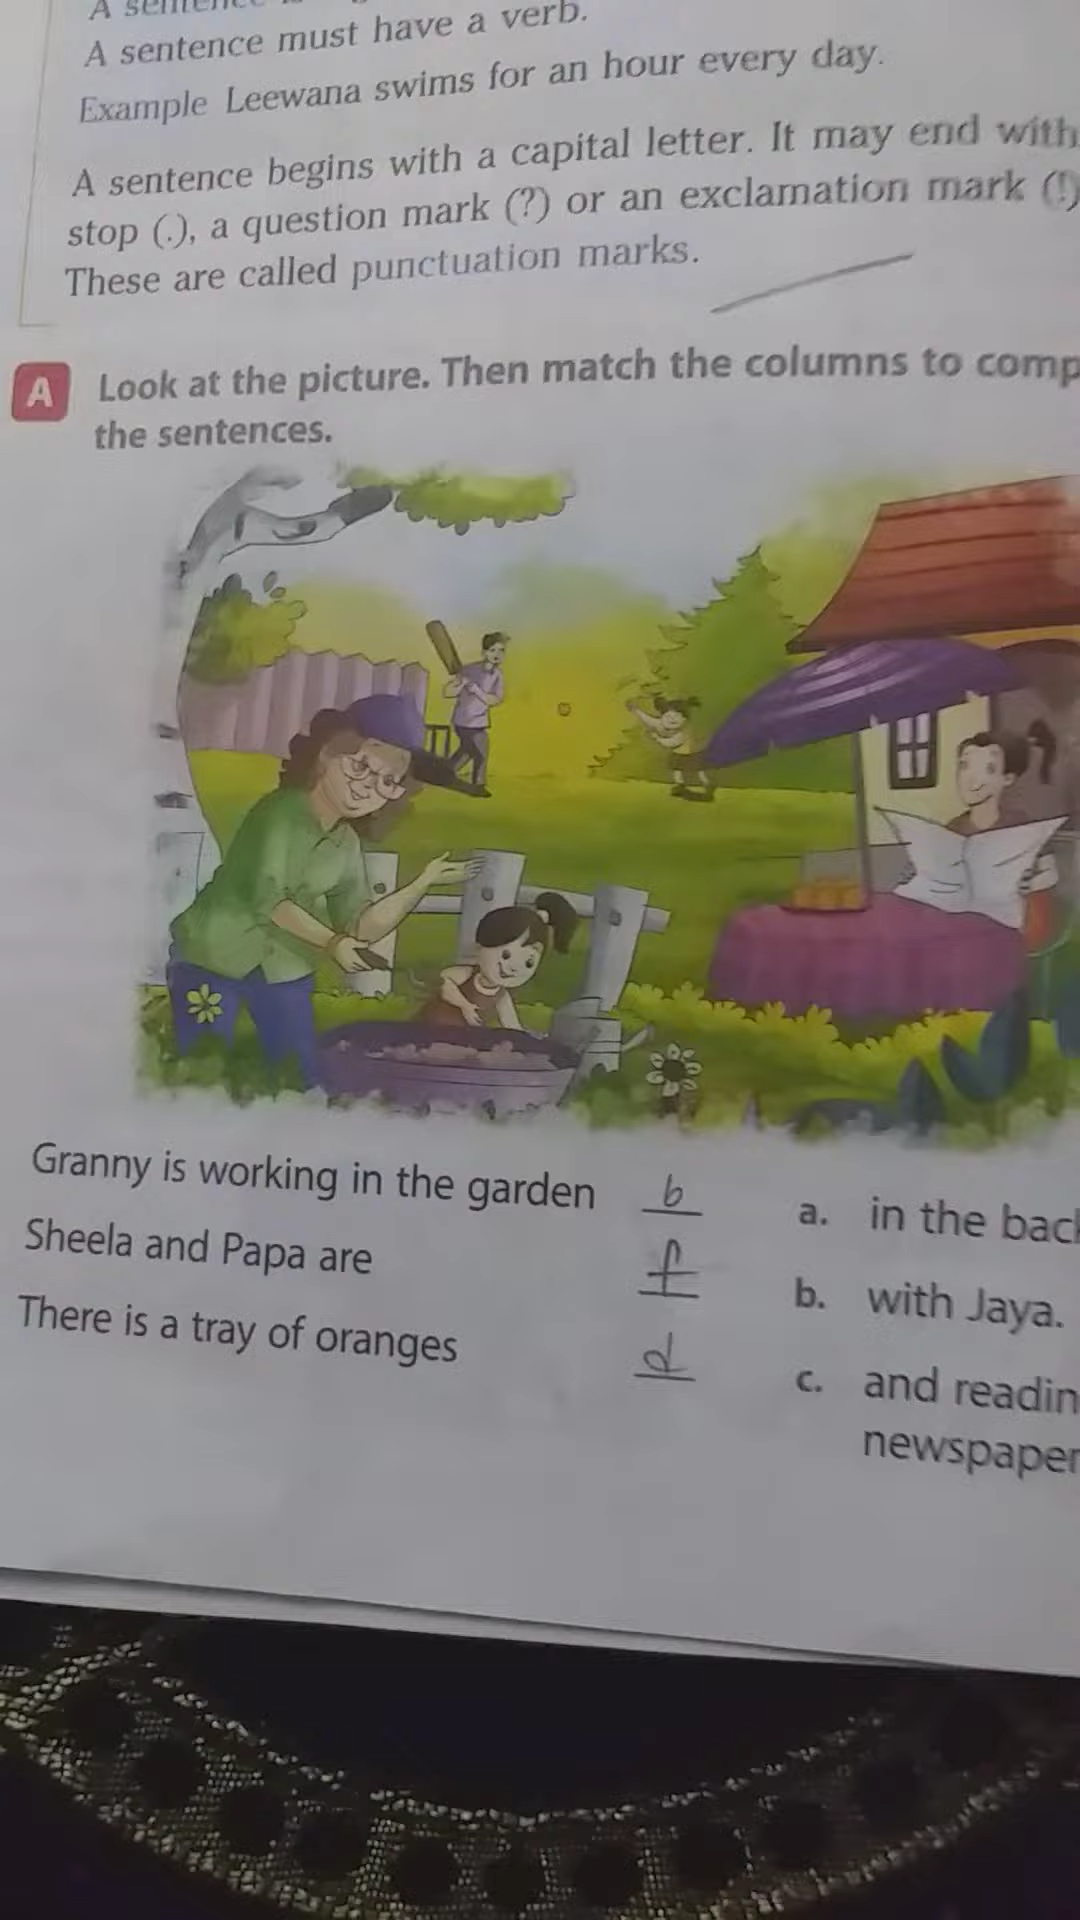 A sentence
A sentence must have a verb.
Example Leewana swims for an hour every day.
A sentence begins with a capital letter. It may end with
stop (.), a question mark (?) or an exclamation mark (!)
These are called punctuation marks.
A Look at the picture. Then match the columns to comp
the sentences.
Granny is working in the garden b a. in the back
Sheela and Papa are f b. with Jaya.
There is a tray of oranges d c. and readin
newspaper